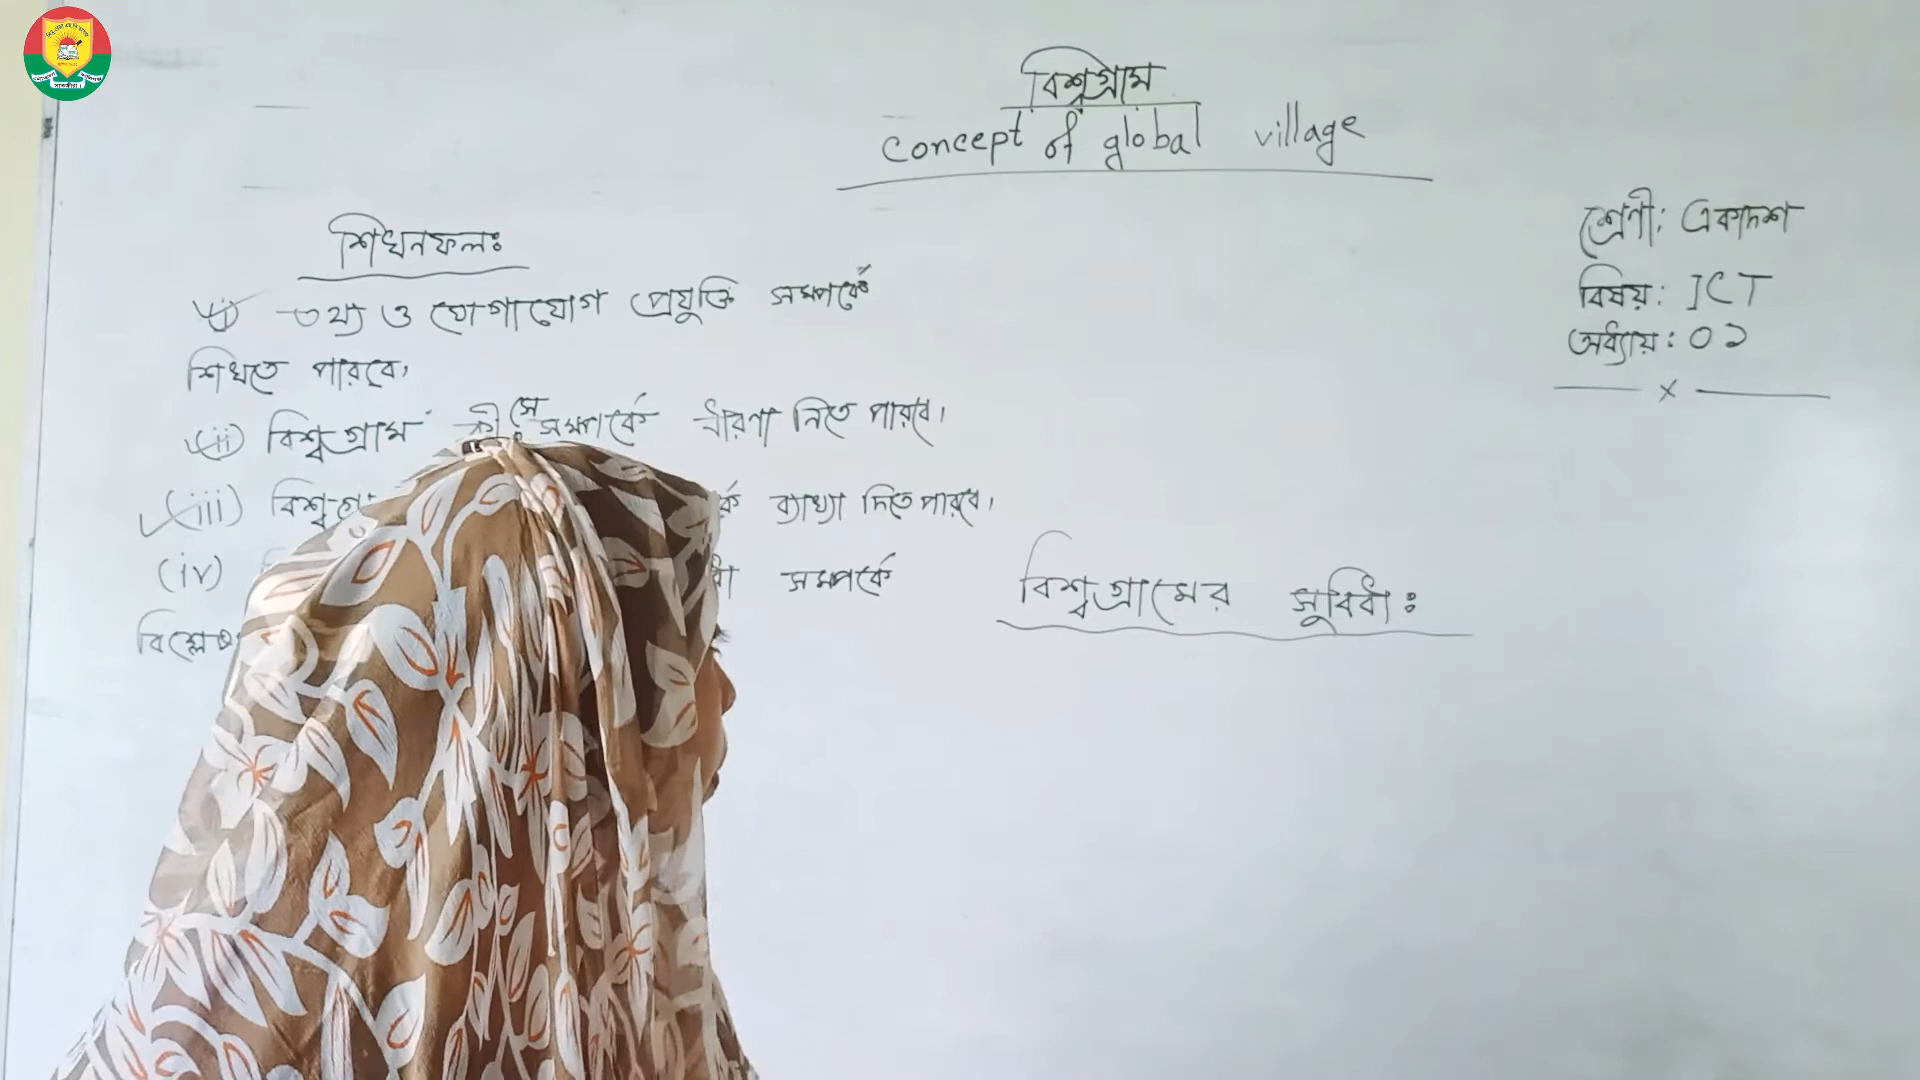 বিশ্বগ্রাম
concept of global village
শ্রেণী: একাদশ
বিষয়: ICT
অধ্যায়: ০১
শিখনফলঃ
(i) তথ্য ও যোগাযোগ প্রযুক্তি সম্পর্কে
শিখতে পারবে।
(ii) বিশ্বগ্রাম কী সে সম্পর্কে ধারণা নিতে পারবে।
(iii) ব্যাখ্যা দিতে পারবে।
(iv) সম্পর্কে
বিশ্বগ্রামের সুবিধা: